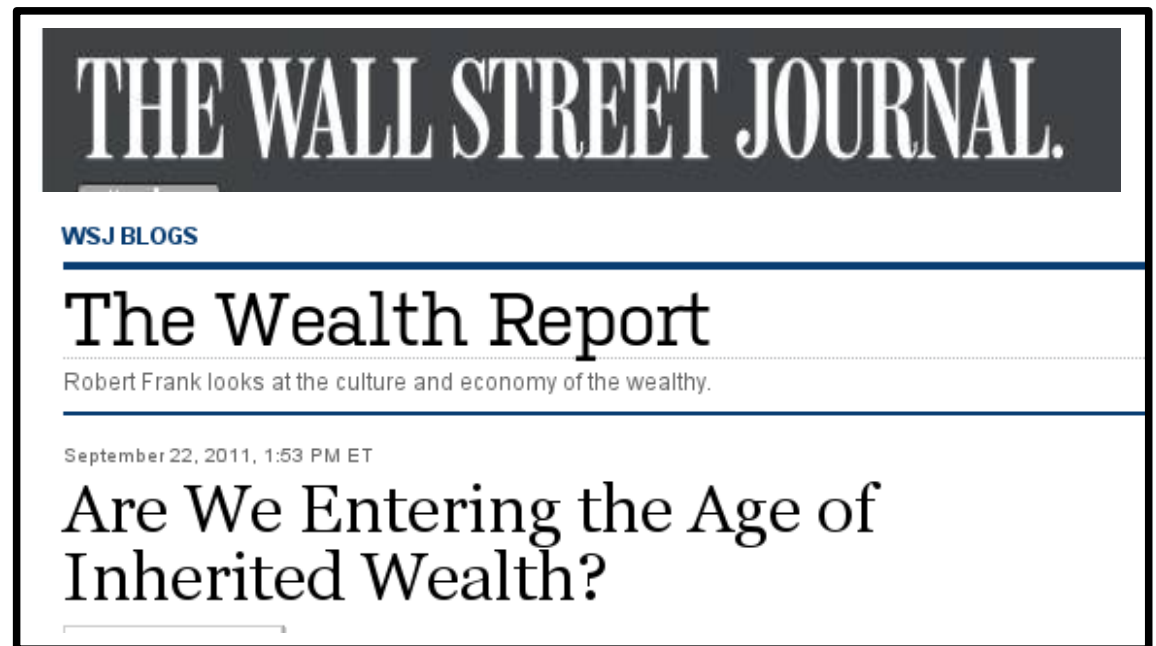 THE WALL STREET JOURNAL.
WSJ BLOGS
The Wealth Report
Robert Frank looks at the culture and economy of the wealthy.
September 22, 2011, 1:53 PM ET
Are We Entering the Age of
Inherited Wealth?